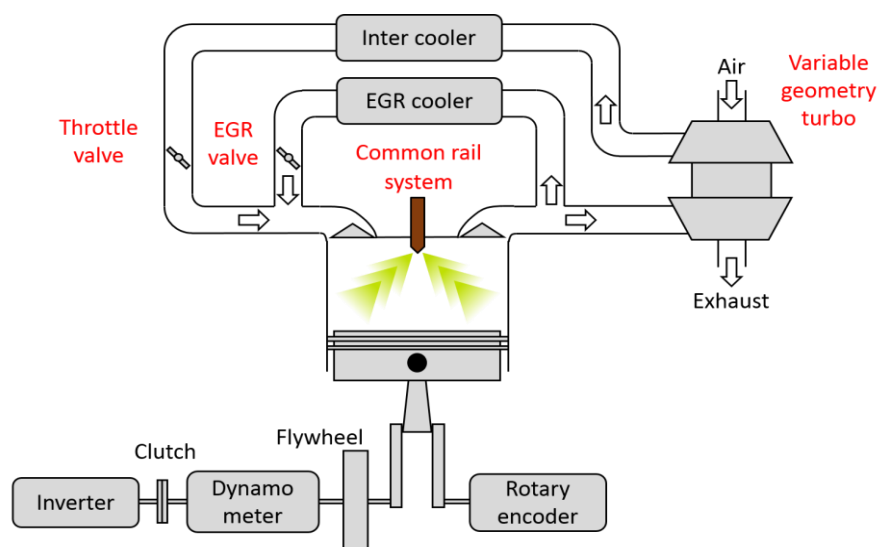 Inter cooler
Air
Variable
geometry
turbo
EGR cooler
Throttle
valve
EGR
valve
Common rail
system
Exhaust
Flywheel
Clutch
Inverter
Dynamo
meter
Rotary
encoder